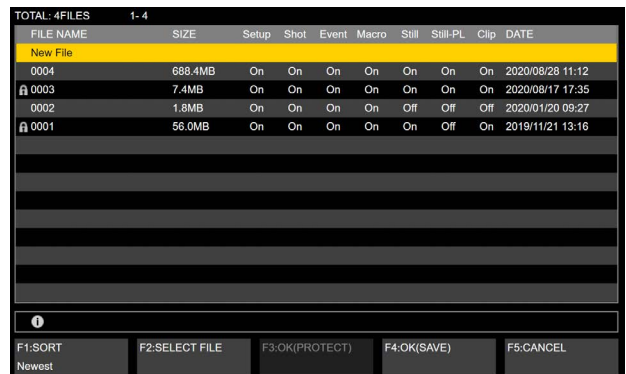 TOTAL: 4FILES 1- 4
FILE NAME SIZE Setup Shot Event Macro Still Still-PL Clip DATE
New File
0004 688.4MB On On On On On On On 2020/08/28 11:12
0003 7.4MB On On On On On On On 2020/08/17 17:35
0002 1.8MB On On On On Off Off Off 2020/01/20 09:27
0001 56.0MB On On On On On Off On 2019/11/21 13:16
F1:SORT F2:SELECT FILE F3:OK(PROTECT) F4:OK(SAVE) F5:CANCEL
Newest